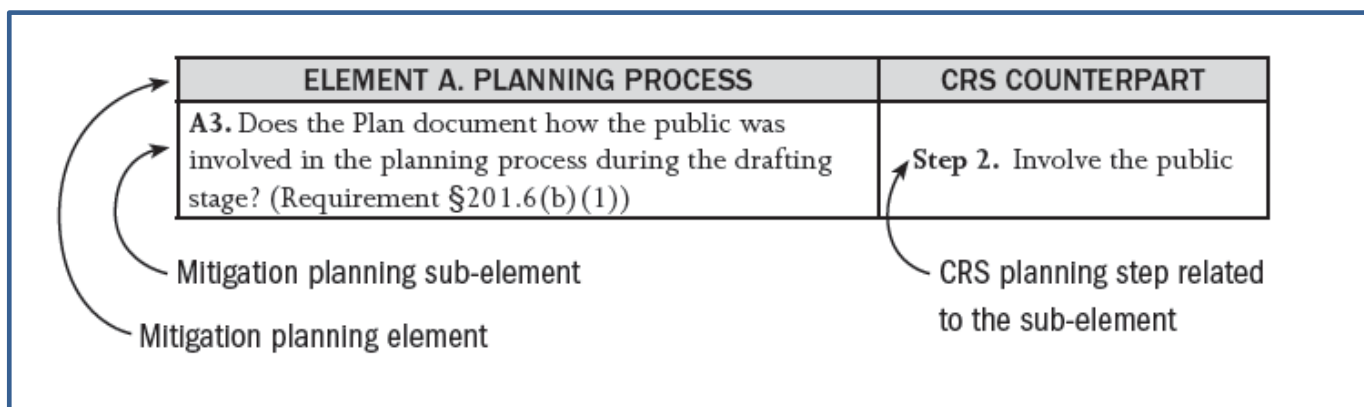 ELEMENT A. PLANNING PROCESS
CRS COUNTERPART
A3. Does the Plan document how the public was
involved in the planning process during the drafting
stage? (Requirement §201.6(b)(1))
Step 2. Involve the public
Mitigation planning sub-element
Mitigation planning element
CRS planning step related
to the sub-element